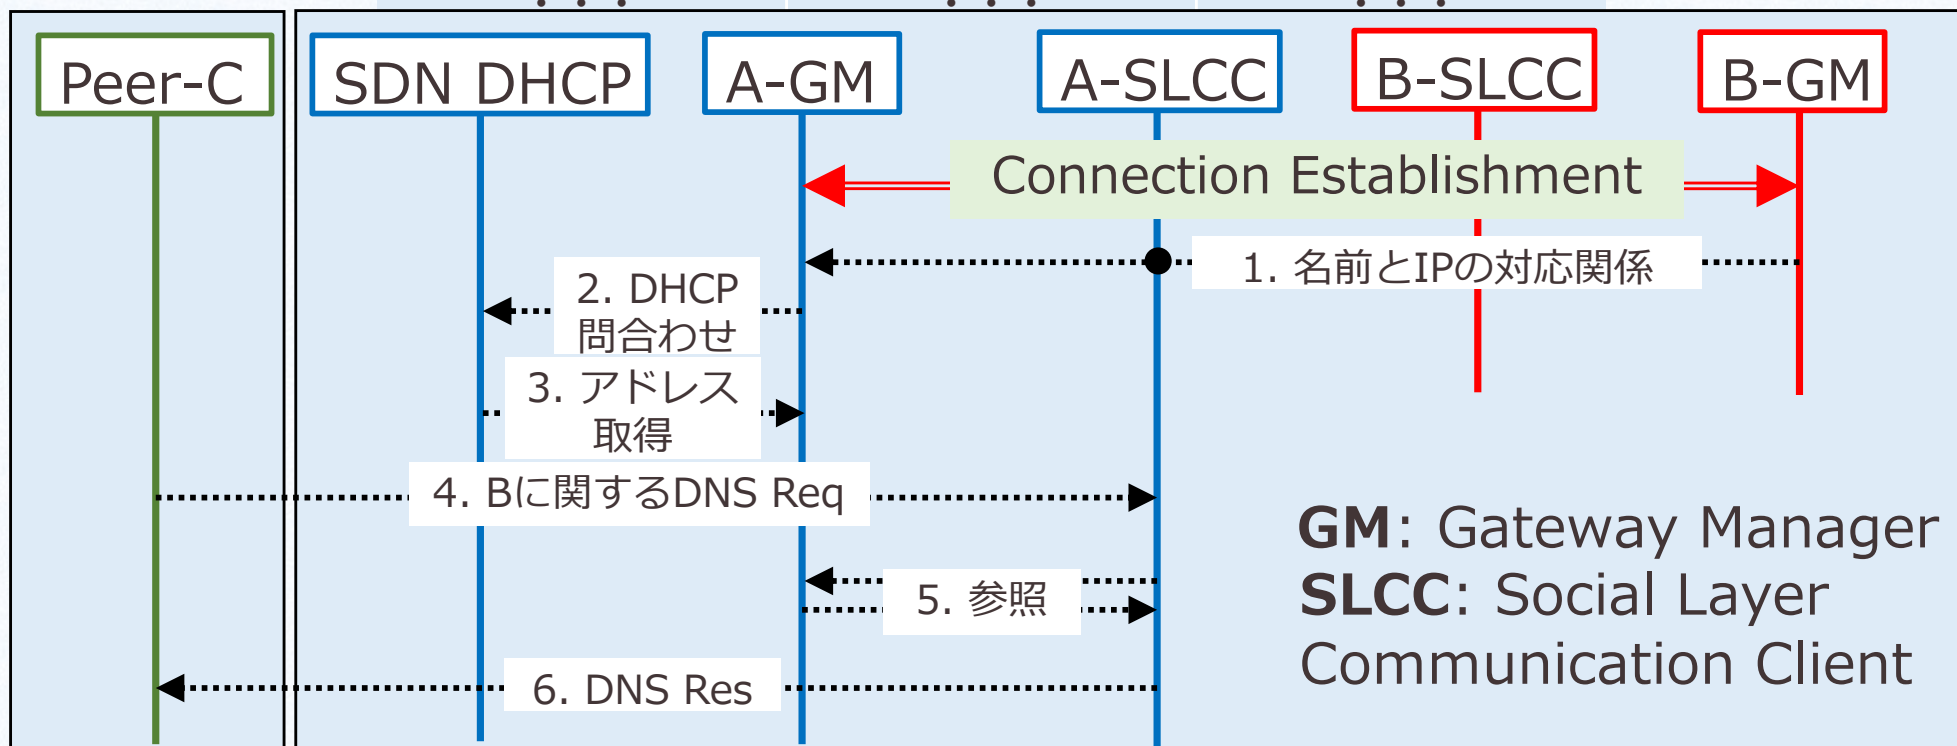 Peer-C
SDN DHCP
A-GM
A-SLCC
B-SLCC
B-GM
Connection Establishment
1. 名前とIPの対応関係
2. DHCP
問合わせ
3. アドレス
取得
4. Bに関するDNS Req
5. 参照
6. DNS Res
GM: Gateway Manager
SLCC: Social Layer
Communication Client